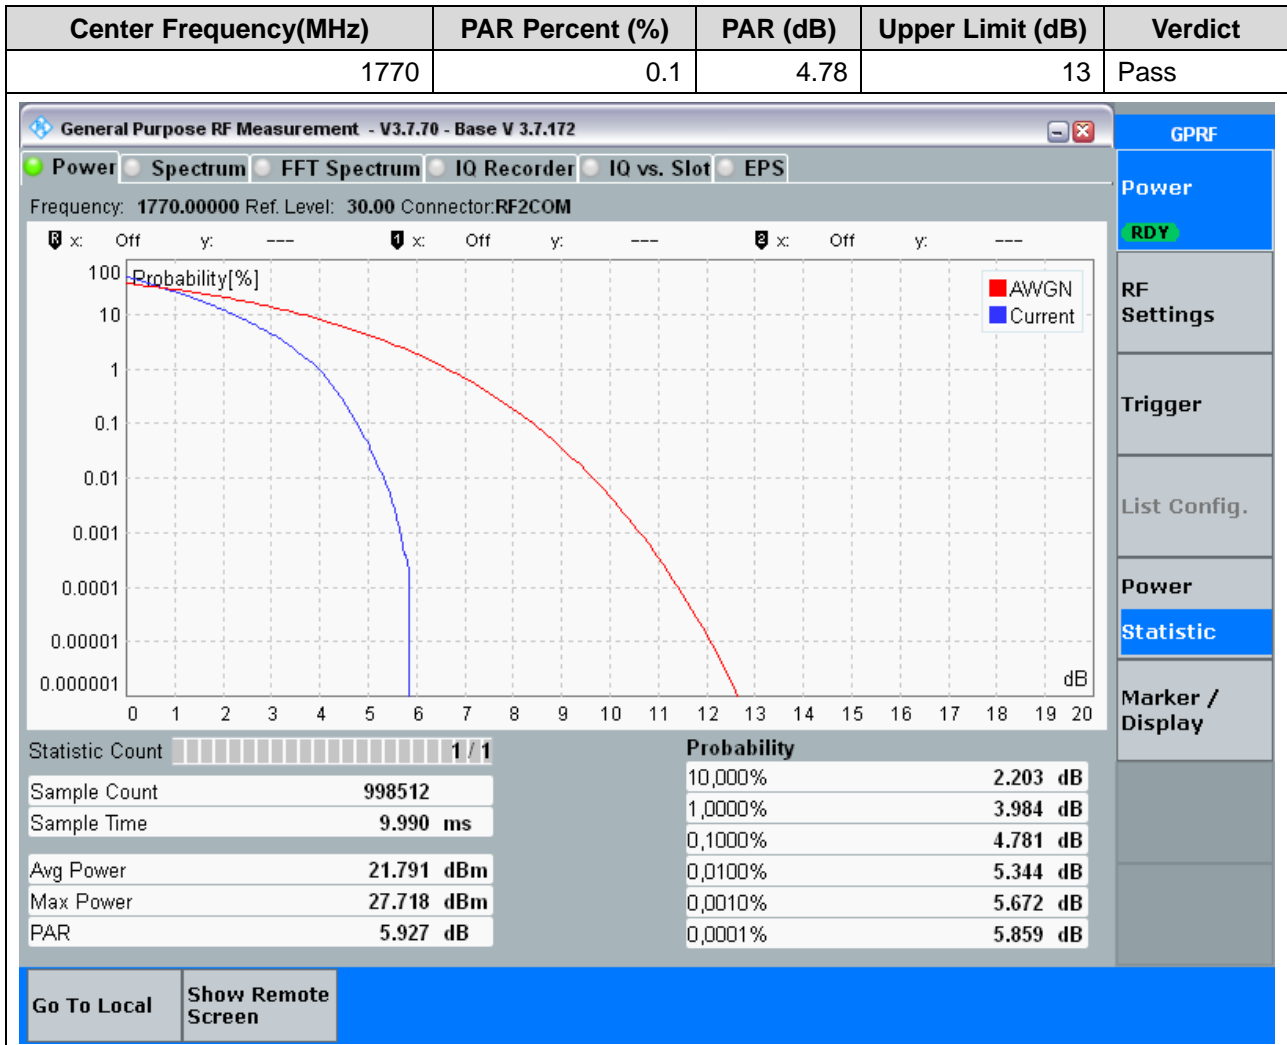 Center Frequency(MHz) PAR Percent (%) PAR (dB) Upper Limit (dB) Verdict
1770 0.1 4.78 13 Pass
General Purpose RF Measurement - V3.7.70 - Base V 3.7.172
GPRF
Power Spectrum FFT Spectrum IQ Recorder IQ vs. Slot EPS
Frequency: 1770.00000 Ref. Level: 30.00 Connector:RF2COM
R x: Off y: --- 1 x: Off y: --- 2 x: Off y: ---
Probability[%]
AWGN
Current
100
10
1
0.1
0.01
0.001
0.0001
0.00001
0.000001
dB
0 1 2 3 4 5 6 7 8 9 10 11 12 13 14 15 16 17 18 19 20
Statistic Count 1 / 1
Sample Count 998512
Sample Time 9.990 ms
Avg Power 21.791 dBm
Max Power 27.718 dBm
PAR 5.927 dB
Probability
10,000% 2.203 dB
1,0000% 3.984 dB
0,1000% 4.781 dB
0,0100% 5.344 dB
0,0010% 5.672 dB
0,0001% 5.859 dB
Power
RDY
RF
Settings
Trigger
List Config.
Power
Statistic
Marker /
Display
Go To Local
Show Remote
Screen